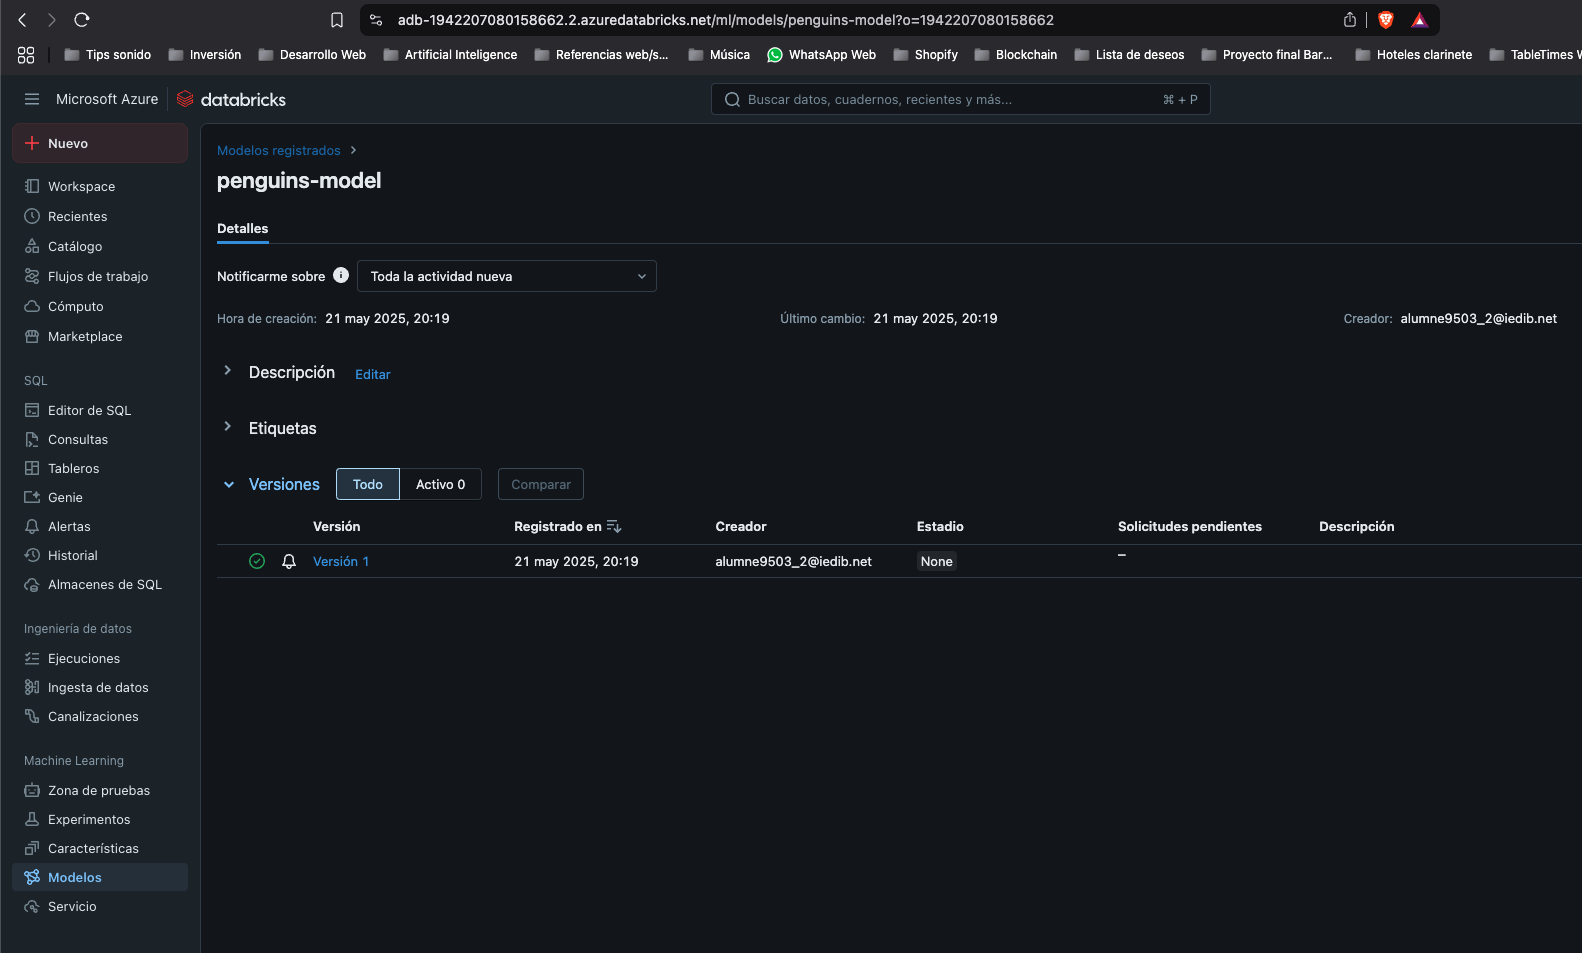 adb-1942207080158662.2.azuredatabricks.net/ml/models/penguins-model?o=1942207080158662
Tips sonido
Inversión
Desarrollo Web
Artificial Inteligence
Referencias web/s...
Música
WhatsApp Web
Shopify
Blockchain
Lista de deseos
Proyecto final Bar...
Hoteles clarinete
TableTimes W
Microsoft Azure
databricks
Buscar datos, cuadernos, recientes y más...
⌘ + P
Nuevo
Workspace
Recientes
Catálogo
Flujos de trabajo
Cómputo
Marketplace
SQL
Editor de SQL
Consultas
Tableros
Genie
Alertas
Historial
Almacenes de SQL
Ingeniería de datos
Ejecuciones
Ingesta de datos
Canalizaciones
Machine Learning
Zona de pruebas
Experimentos
Características
Modelos
Servicio
Modelos registrados
penguins-model
Detalles
Notificarme sobre
Toda la actividad nueva
Hora de creación: 21 may 2025, 20:19
Último cambio: 21 may 2025, 20:19
Creador: alumne9503_2@iedib.net
Descripción
Editar
Etiquetas
Versiones
Todo
Activo 0
Comparar
Versión
Registrado en
Creador
Estadio
Solicitudes pendientes
Descripción
Versión 1
21 may 2025, 20:19
alumne9503_2@iedib.net
None
–